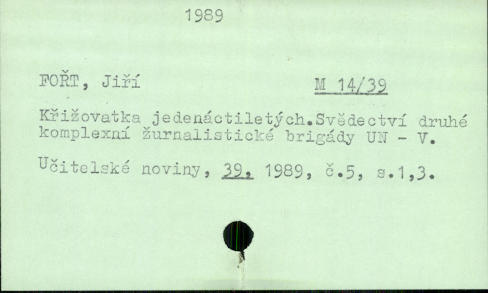 1989
FOŘT, Jiří M 14/39
Křižovatka jedenáctiletých.Svědectví druhé
komplexní žurnalistické brigády UN - V.
Učitelské noviny, 39, 1989, č.5, s.1,3.